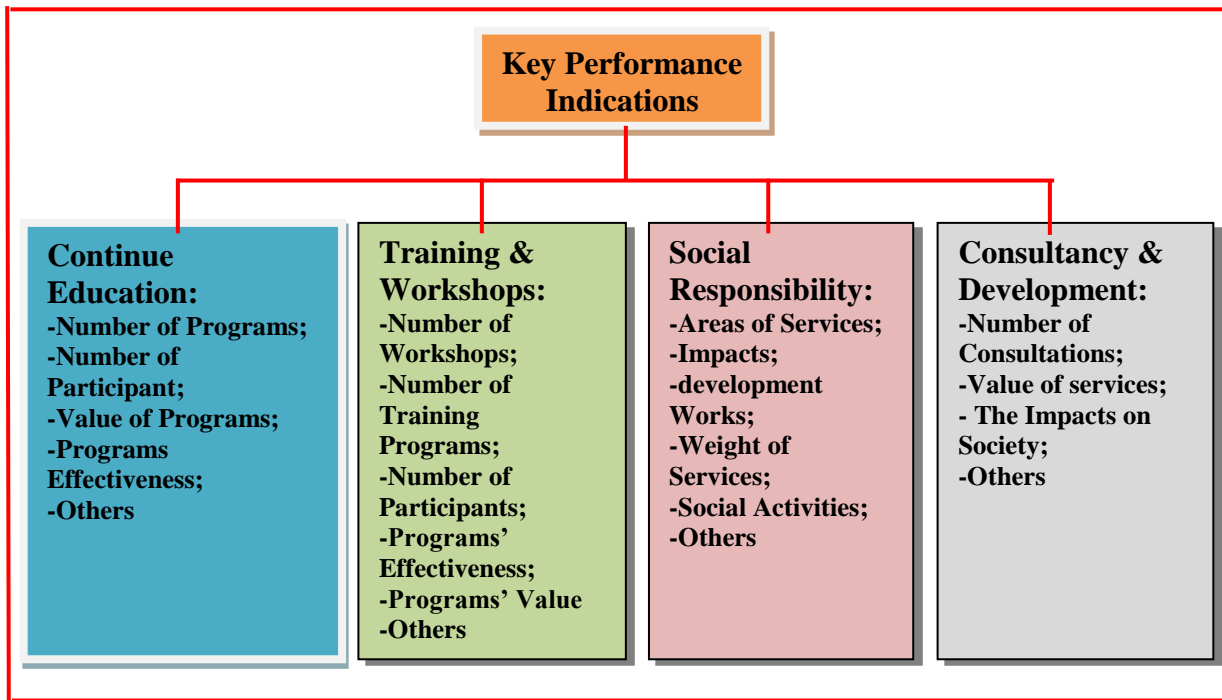 Key Performance
Indications
Continue
Education:
-Number of Programs;
-Number of
Participant;
-Value of Programs;
-Programs
Effectiveness;
-Others
Training &
Workshops:
-Number of
Workshops;
-Number of
Training
Programs;
-Number of
Participants;
-Programs’
Effectiveness;
-Programs’ Value
-Others
Social
Responsibility:
-Areas of Services;
-Impacts;
-development
Works;
-Weight of
Services;
-Social Activities;
-Others
Consultancy &
Development:
-Number of
Consultations;
-Value of services;
- The Impacts on
Society;
-Others